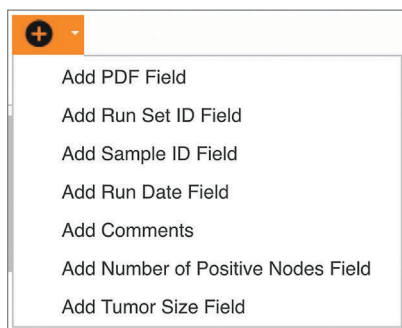 Add PDF Field
Add Run Set ID Field
Add Sample ID Field
Add Run Date Field
Add Comments
Add Number of Positive Nodes Field
Add Tumor Size Field